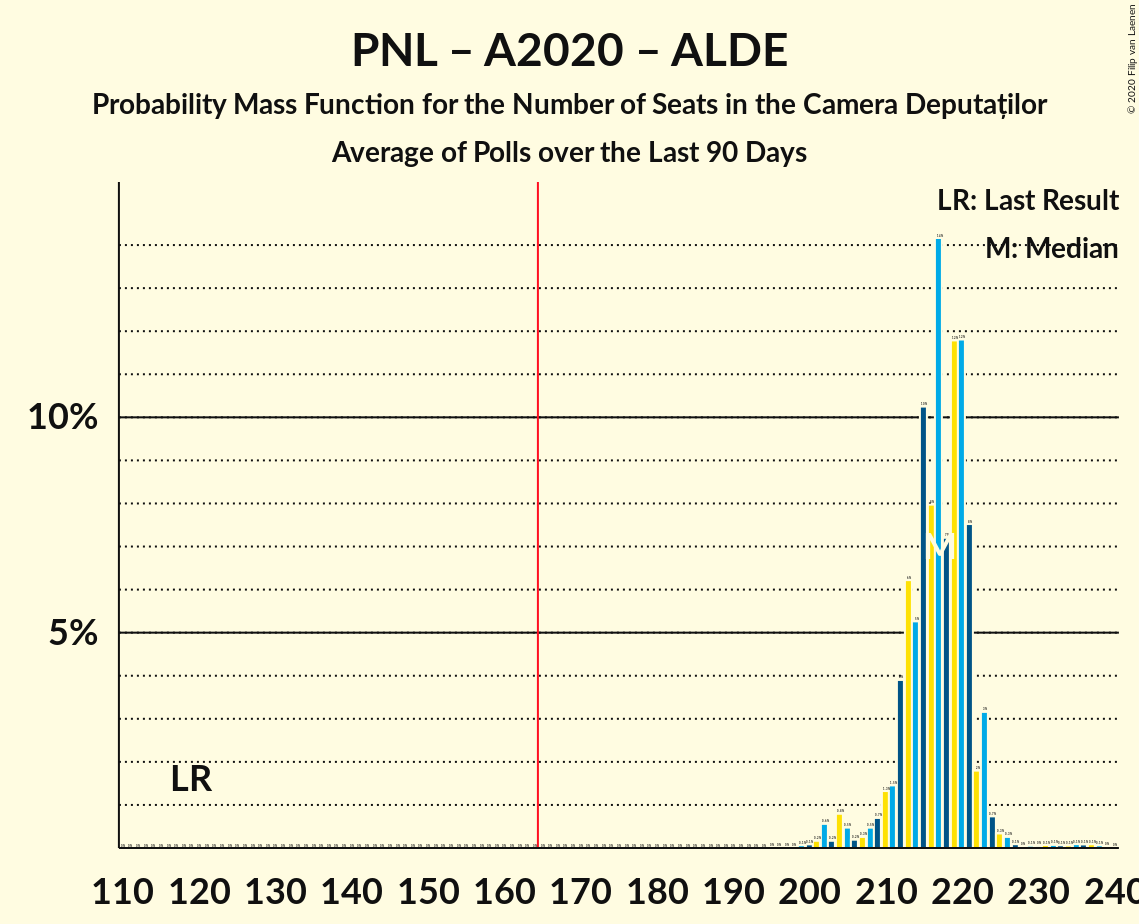 PNL – A2020 – ALDE
Probability Mass Function for the Number of Seats in the Camera Deputaților
Average of Polls over the Last 90 Days
© 2020 Filip van Laenen
LR: Last Result
M: Median
10%
5%
LR
M
110 120 130 140 150 160 170 180 190 200 210 220 230 240